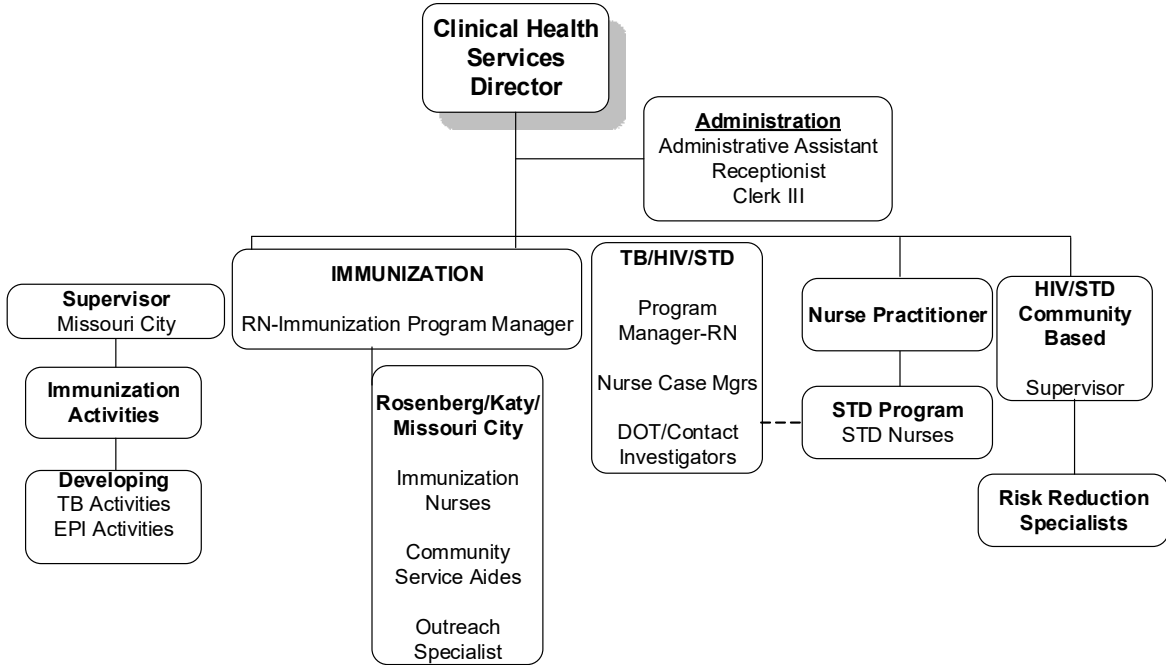 Clinical Health
Services
Director
Administration
Administrative Assistant
Receptionist
Clerk III
Supervisor
Missouri City
Immunization
Activities
Developing
TB Activities
EPI Activities
IMMUNIZATION
RN-Immunization Program Manager
Rosenberg/Katy/
Missouri City
Immunization
Nurses
Community
Service Aides
Outreach
Specialist
TB/HIV/STD
Program
Manager-RN
Nurse Case Mgrs
DOT/Contact
Investigators
Nurse Practitioner
STD Program
STD Nurses
HIV/STD
Community
Based
Supervisor
Risk Reduction
Specialists